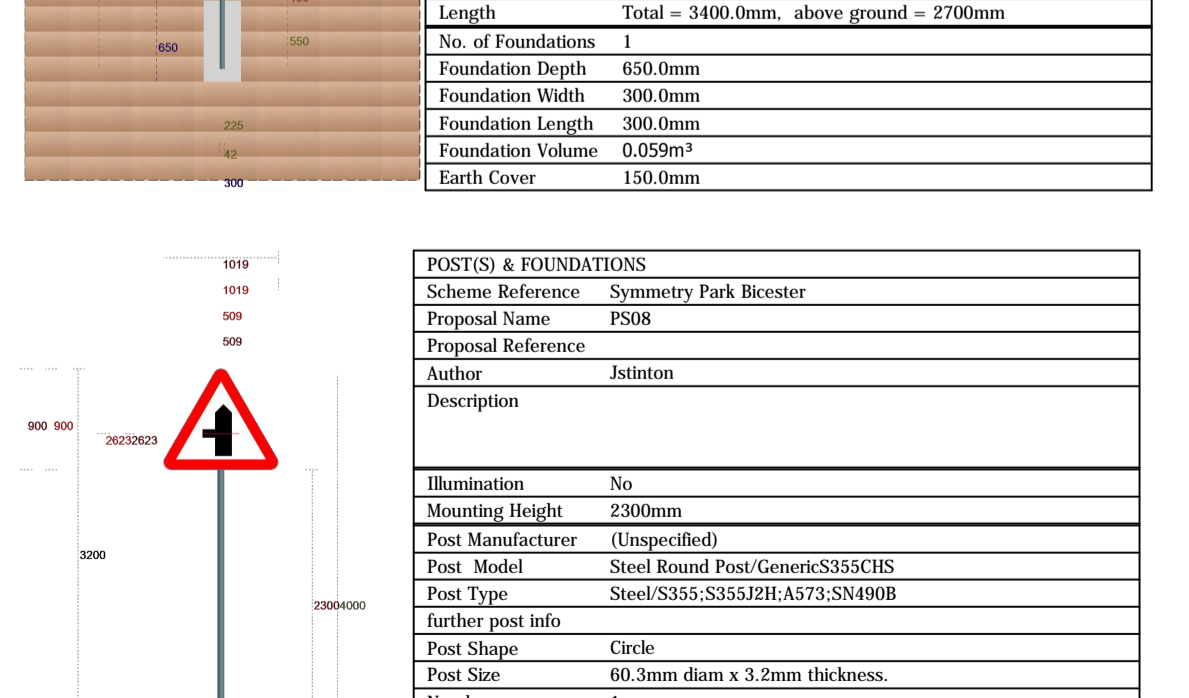 Length Total = 3400.0mm, above ground = 2700mm
650
550
No. of Foundations 1
Foundation Depth 650.0mm
Foundation Width 300.0mm
225
Foundation Length 300.0mm
42
Foundation Volume 0.059m³
300
Earth Cover 150.0mm
1019
1019
509
509
900 900
26232623
3200
23004000
POST(S) & FOUNDATIONS
Scheme Reference Symmetry Park Bicester
Proposal Name PS08
Proposal Reference
Author Jstinton
Description
Illumination No
Mounting Height 2300mm
Post Manufacturer (Unspecified)
Post Model Steel Round Post/GenericS355CHS
Post Type Steel/S355;S355J2H;A573;SN490B
further post info
Post Shape Circle
Post Size 60.3mm diam x 3.2mm thickness.